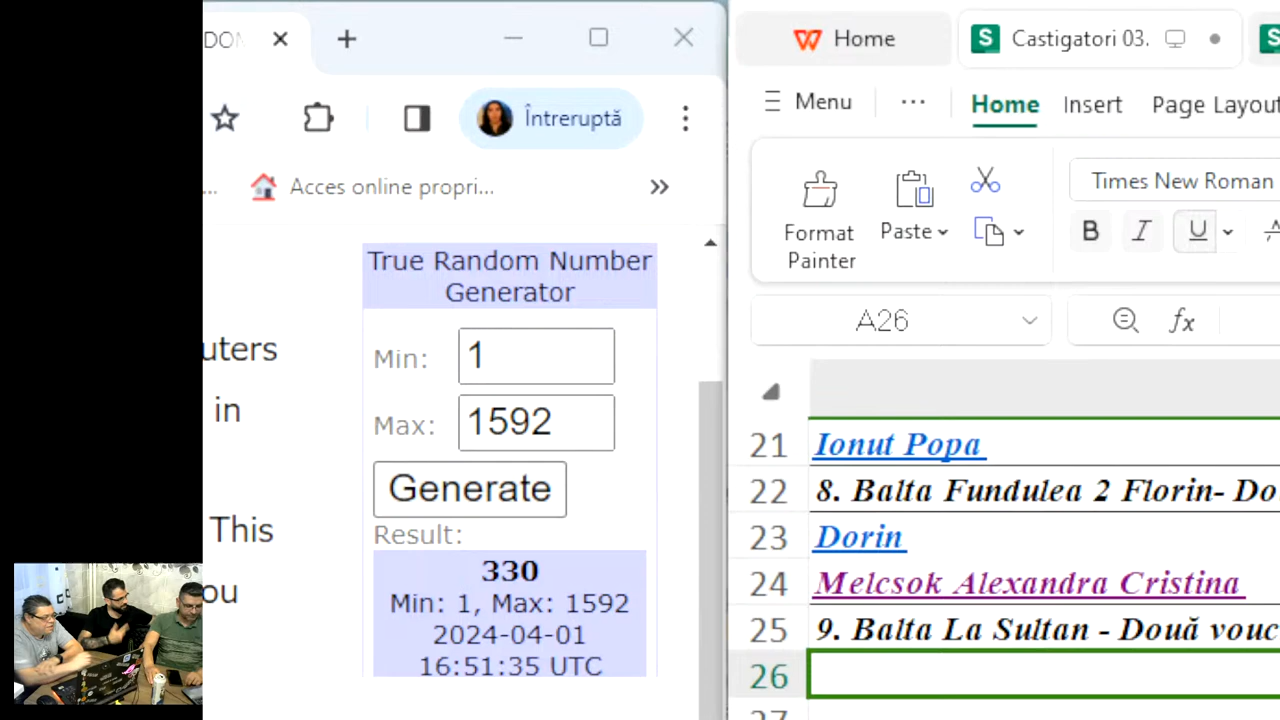 DOM
Întreruptă
...
Acces online propri...
»
True Random Number
Generator
Min:
1
Max:
1592
Generate
Result:
330
Min: 1, Max: 1592
2024-04-01
16:51:35 UTC
uters
in
This
ou
Home
S
Castigatori 03.
S
Menu
...
Home
Insert
Page Layout
Format
Painter
Paste
Times New Roman
B
I
U
A
A26
fx
21
Ionut Popa
22
8. Balta Fundulea 2 Florin- Do
23
Dorin
24
Melcsok Alexandra Cristina
25
9. Balta La Sultan - Două vouc
26
27